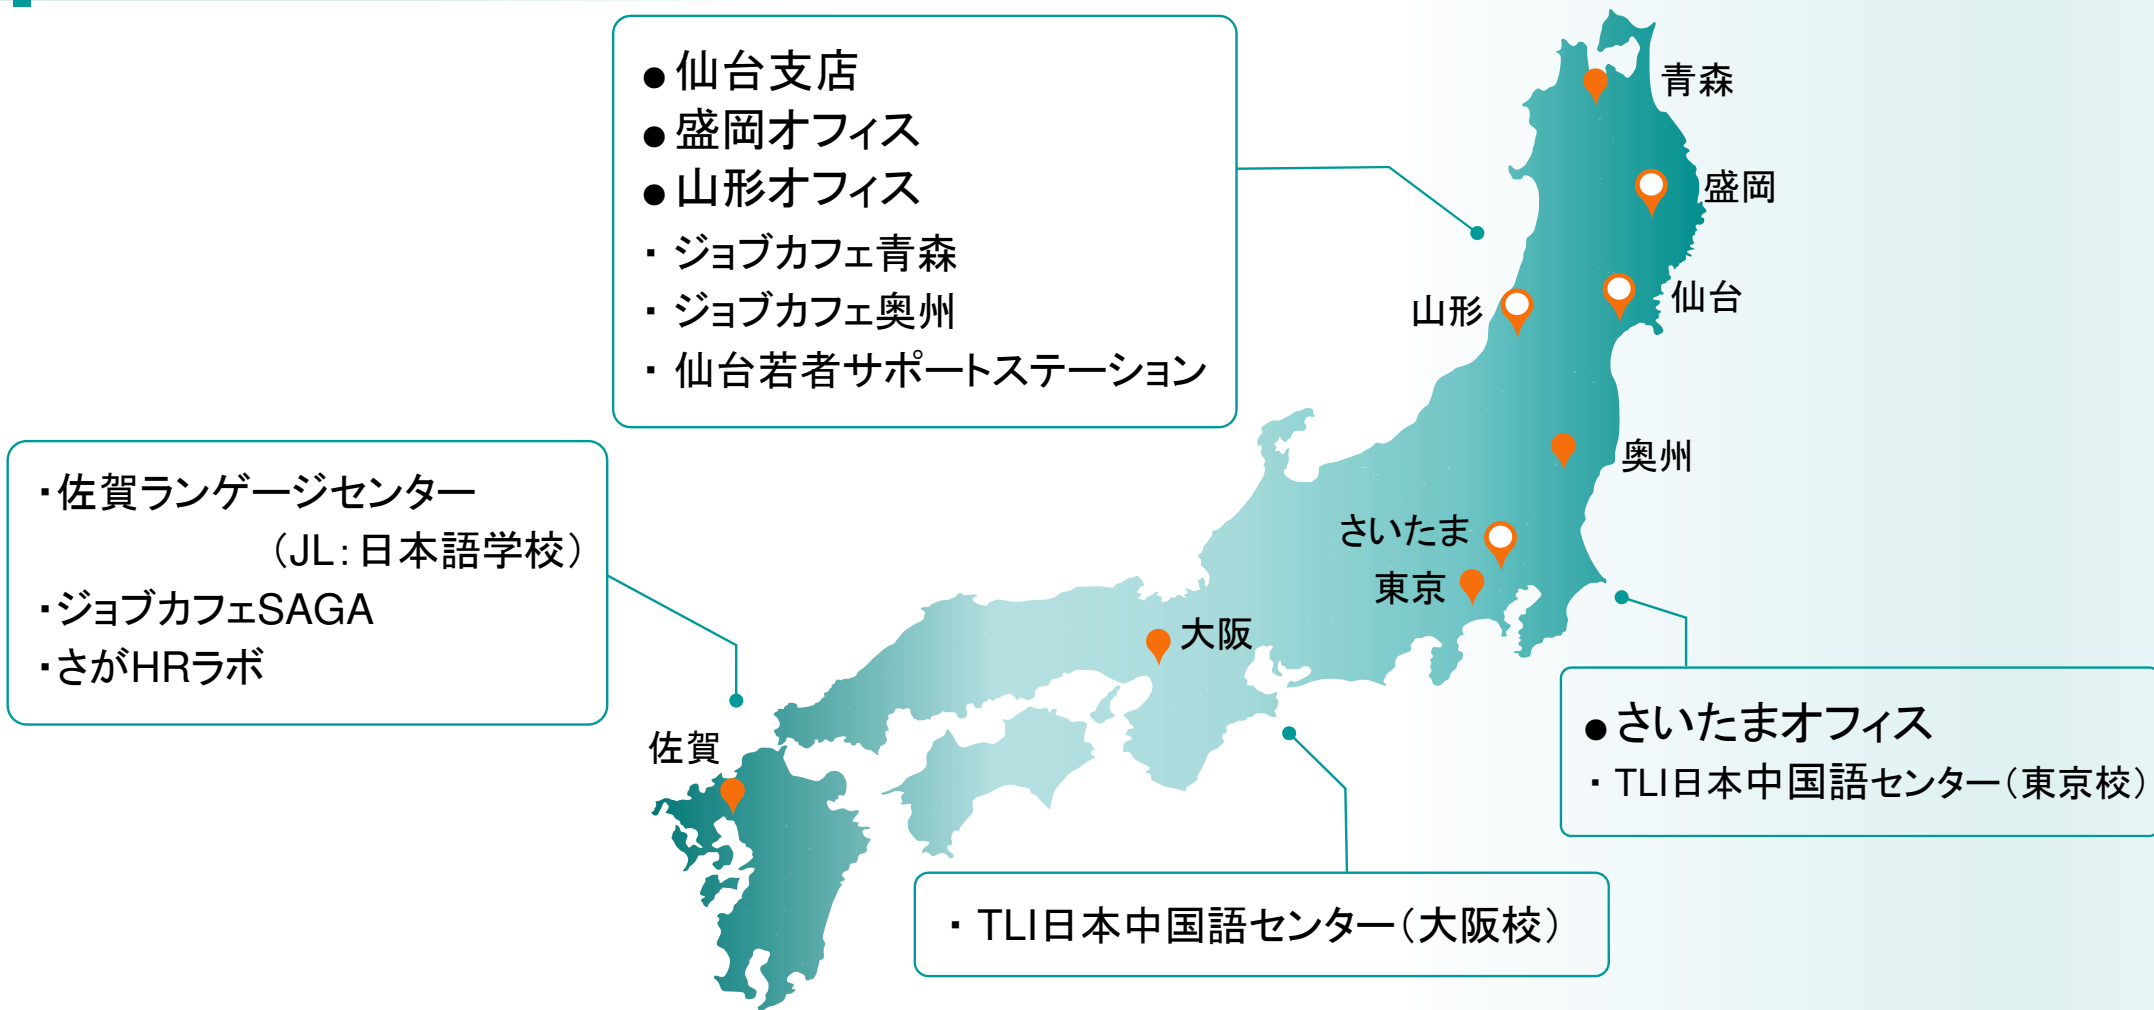 ●仙台支店
●盛岡オフィス
●山形オフィス
・ジョブカフェ青森
・ジョブカフェ奥州
・仙台若者サポートステーション
青森
盛岡
仙台
山形
奥州
さいたま
東京
大阪
佐賀
・佐賀ランゲージセンター
（JL：日本語学校）
・ジョブカフェSAGA
・さがHRラボ
●さいたまオフィス
・TLI日本中国語センター（東京校）
・TLI日本中国語センター（大阪校）